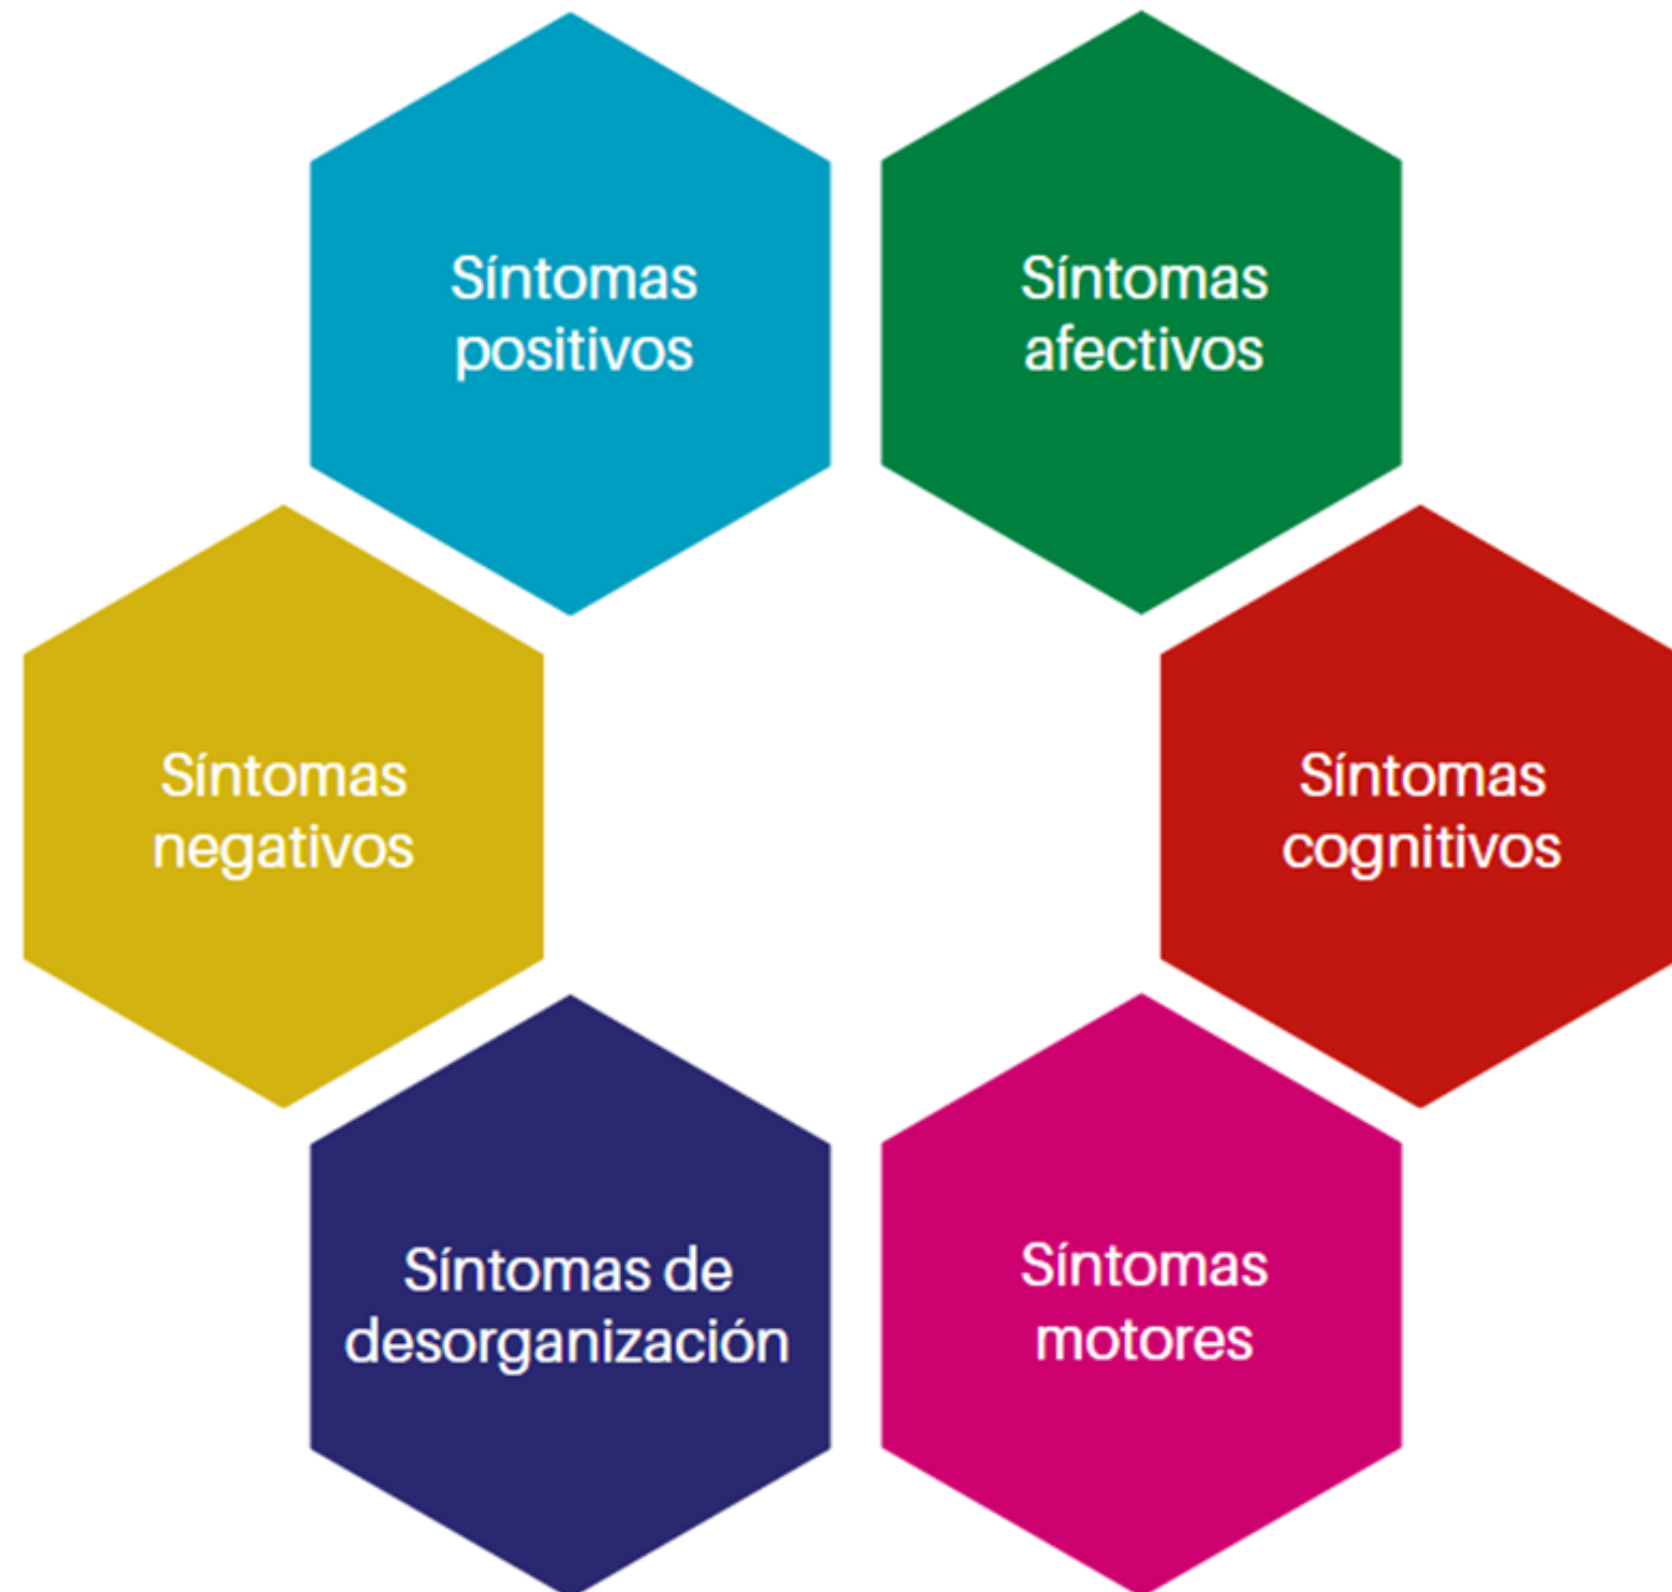 Síntomas
positivos
Síntomas
afectivos
Síntomas
negativos
Síntomas
cognitivos
Síntomas de
desorganización
Síntomas
motores